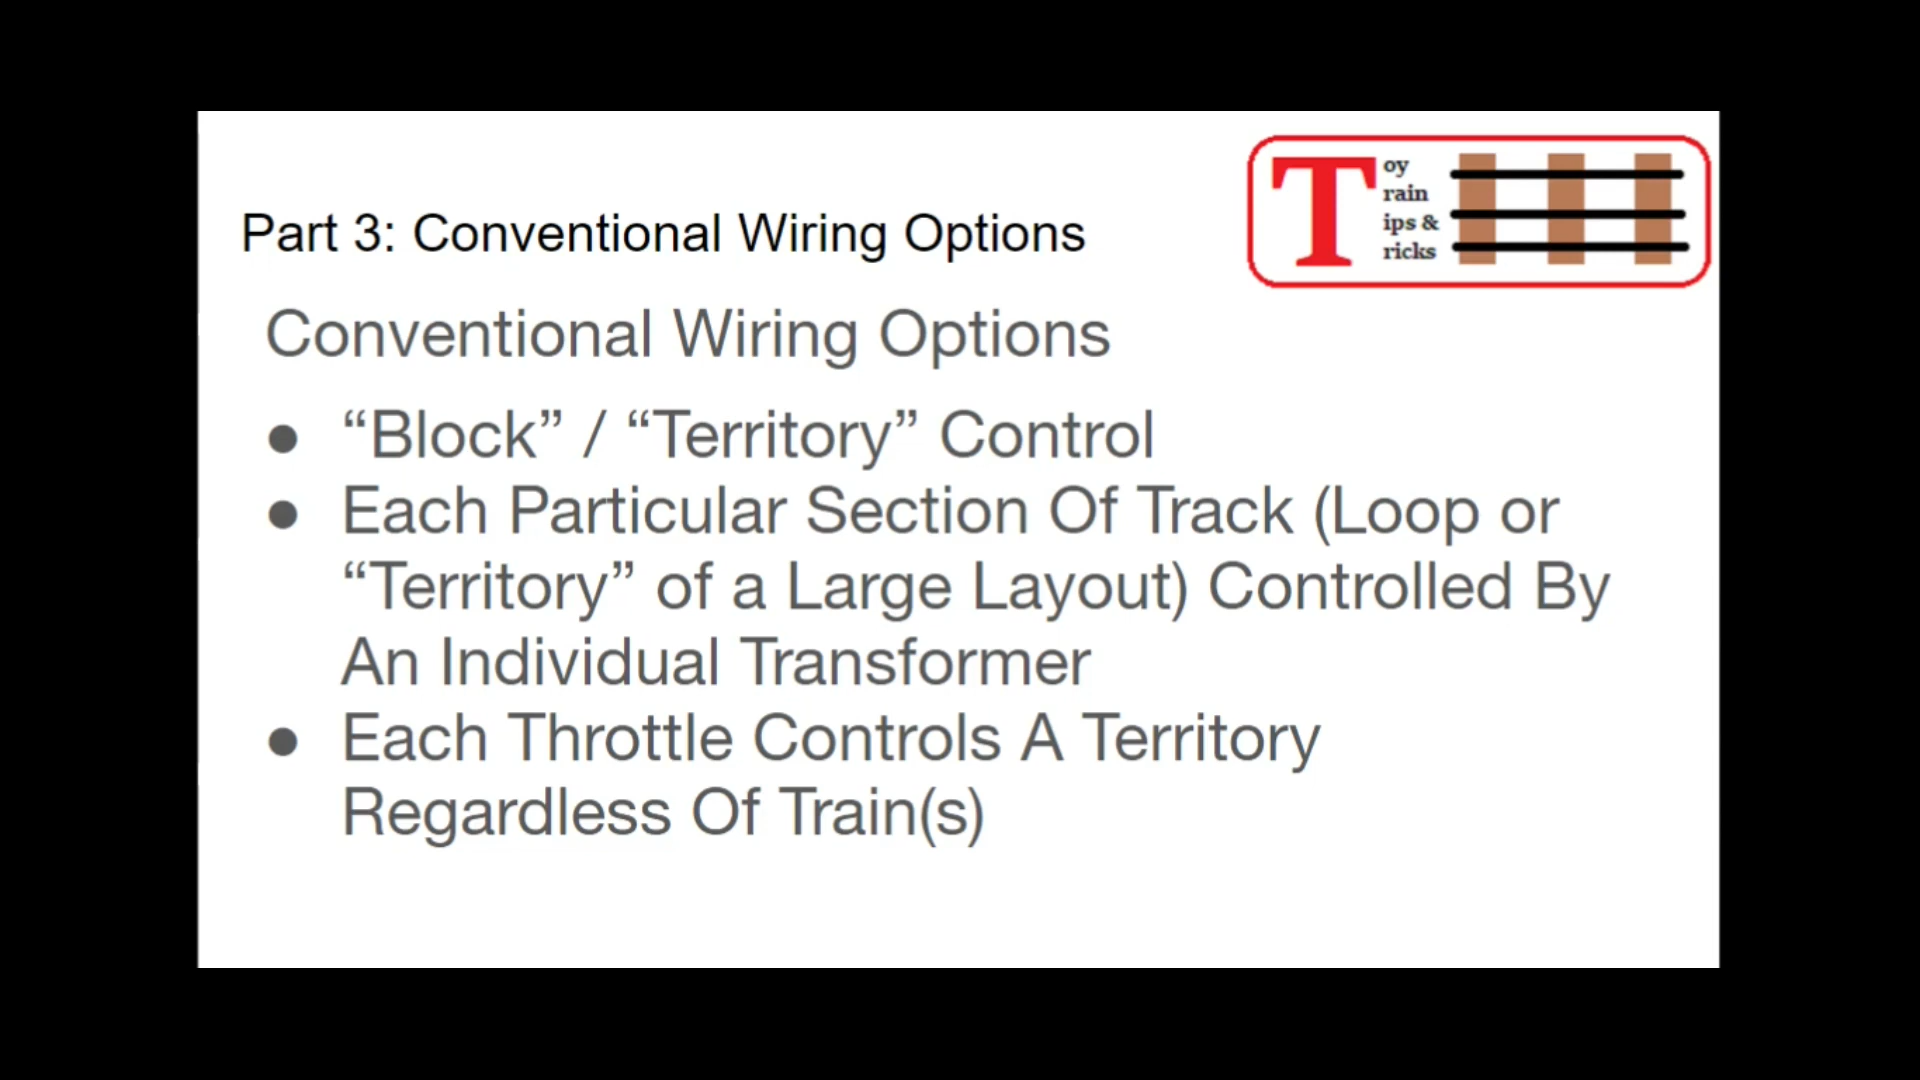 T oy
rain
ips &
ricks
Part 3: Conventional Wiring Options
Conventional Wiring Options
● “Block” / “Territory” Control
● Each Particular Section Of Track (Loop or
“Territory” of a Large Layout) Controlled By
An Individual Transformer
● Each Throttle Controls A Territory
Regardless Of Train(s)